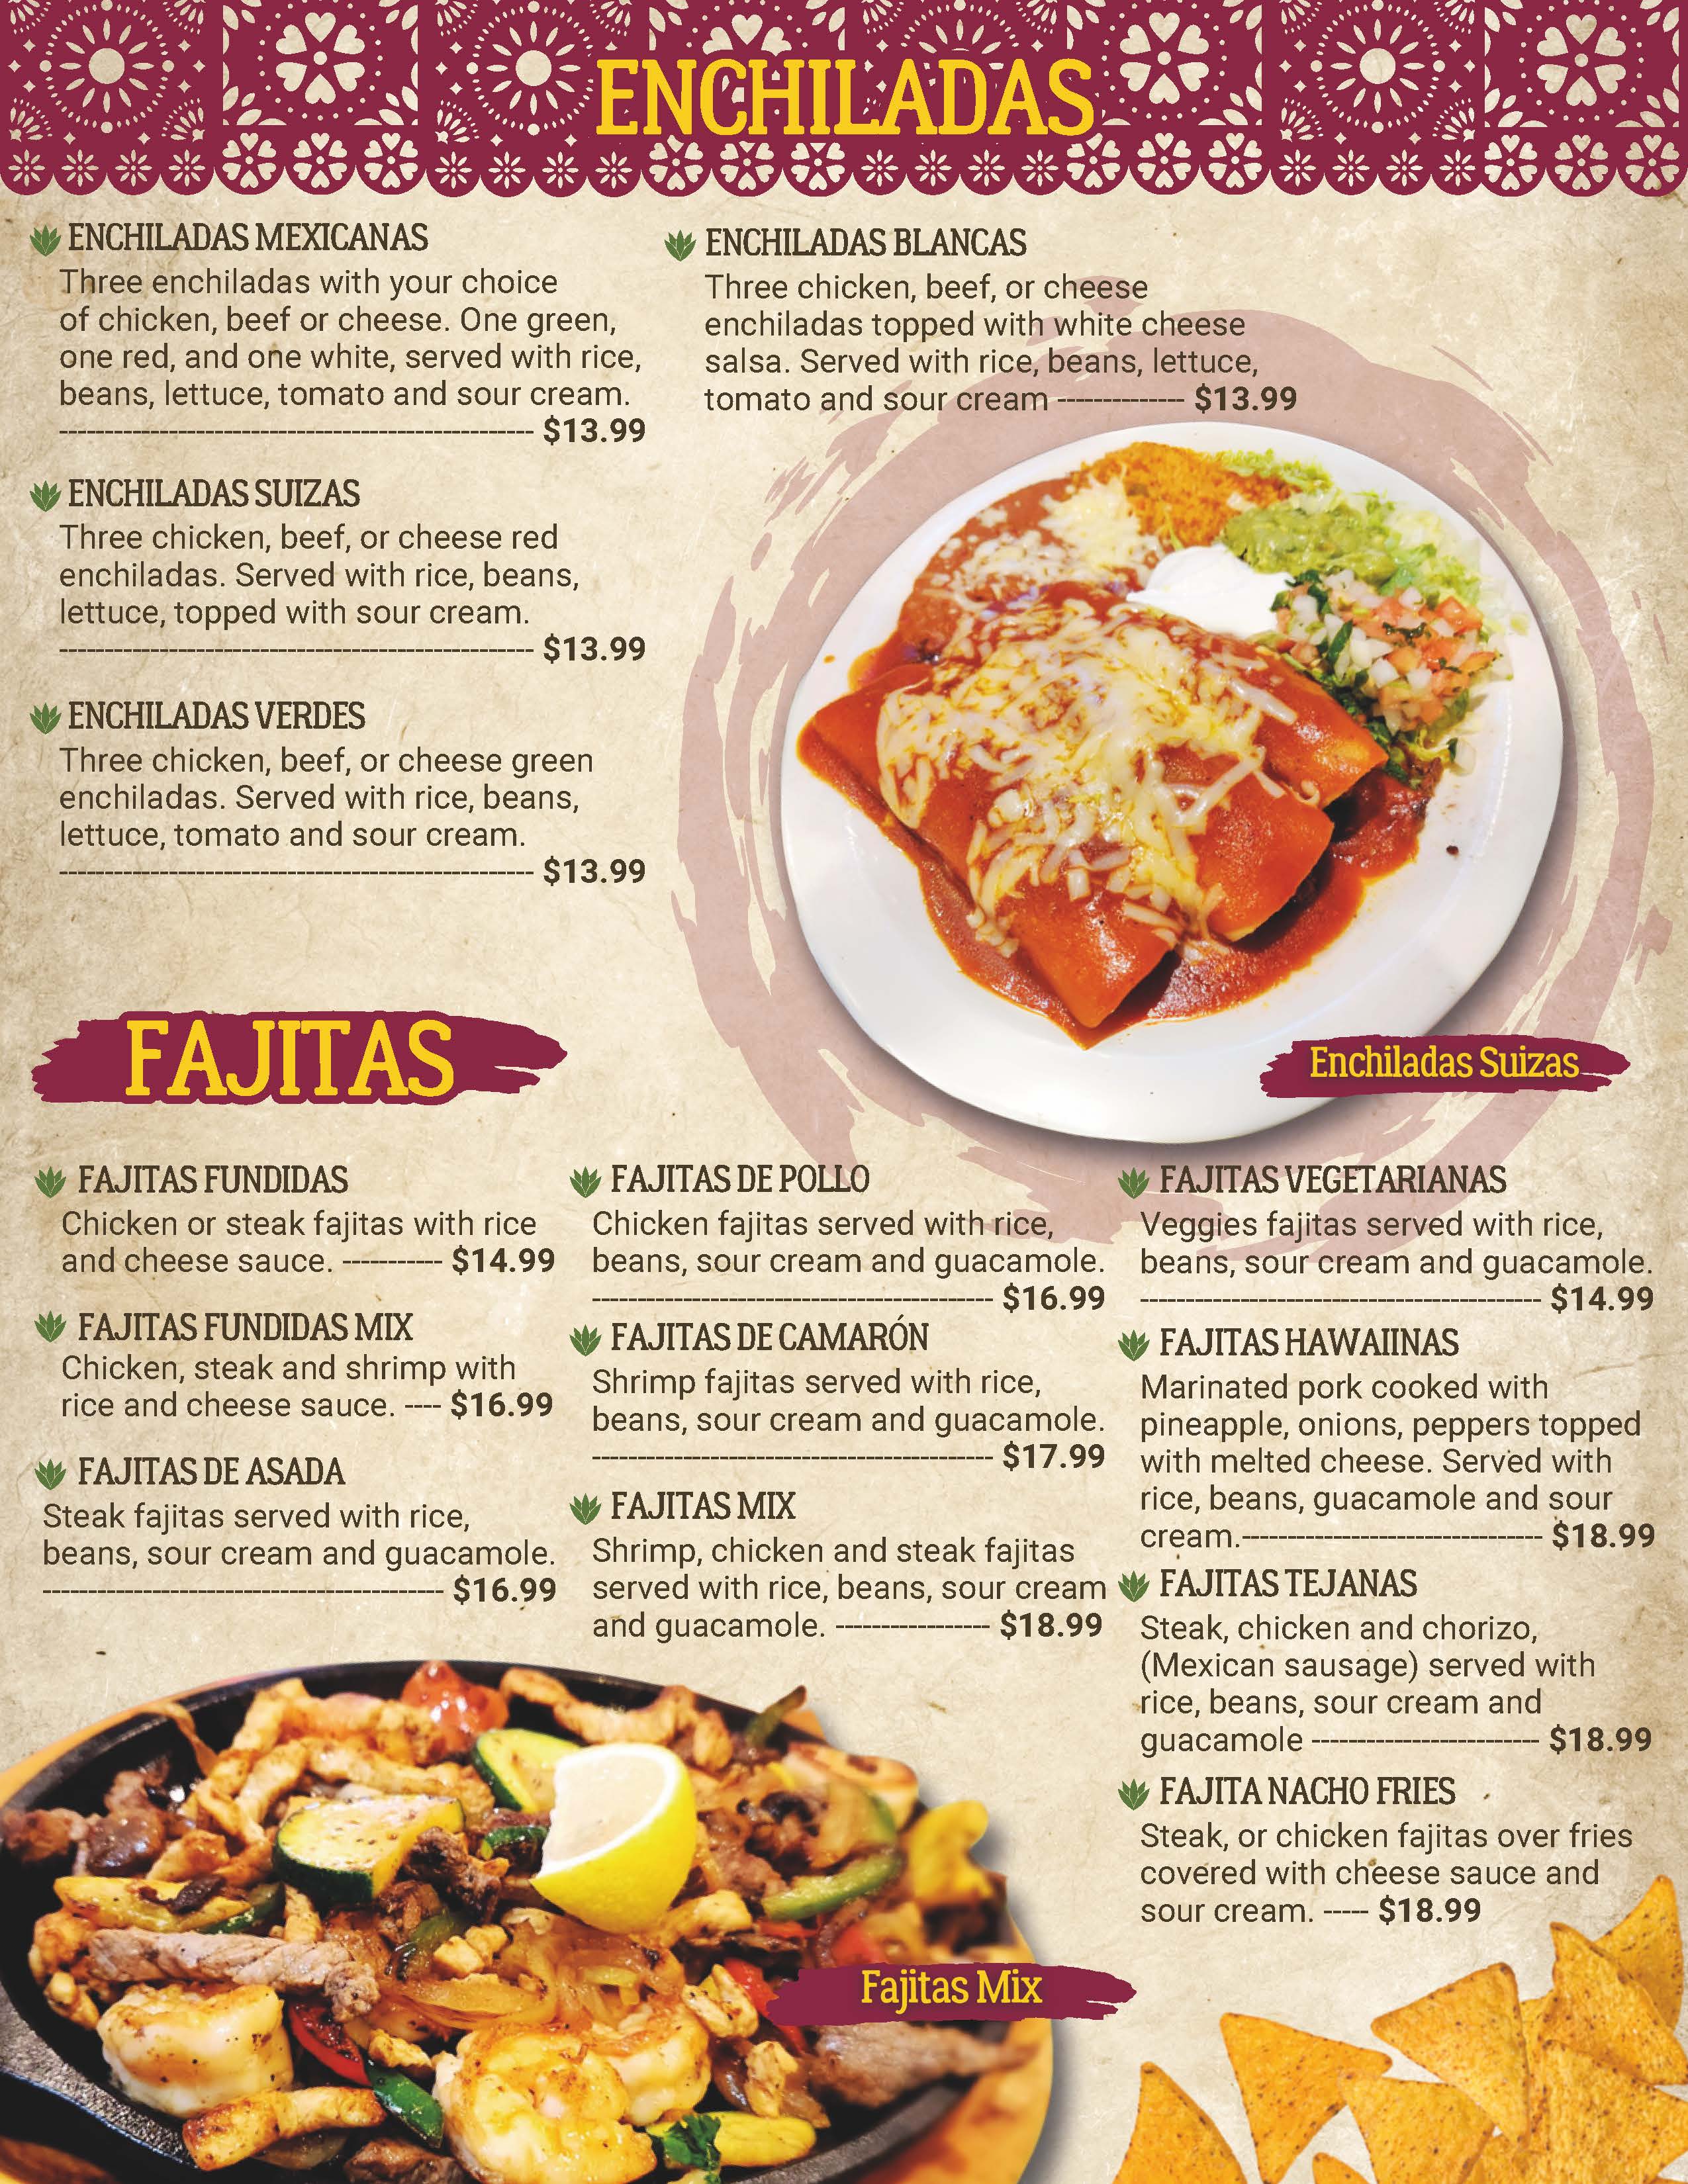 ENCHILADAS
ENCHILADAS MEXICANAS
Three enchiladas with your choice
of chicken, beef or cheese. One green,
one red, and one white, served with rice,
beans, lettuce, tomato and sour cream.
---------------------------------------------------- $13.99
ENCHILADAS SUIZAS
Three chicken, beef, or cheese red
enchiladas. Served with rice, beans,
lettuce, topped with sour cream.
---------------------------------------------------- $13.99
ENCHILADAS VERDES
Three chicken, beef, or cheese green
enchiladas. Served with rice, beans,
lettuce, tomato and sour cream.
---------------------------------------------------- $13.99
ENCHILADAS BLANCAS
Three chicken, beef, or cheese
enchiladas topped with white cheese
salsa. Served with rice, beans, lettuce,
tomato and sour cream -------------- $13.99
Enchiladas Suizas
FAJITAS
FAJITAS FUNDIDAS
Chicken or steak fajitas with rice
and cheese sauce. ----------- $14.99
FAJITAS FUNDIDAS MIX
Chicken, steak and shrimp with
rice and cheese sauce. ---- $16.99
FAJITAS DE ASADA
Steak fajitas served with rice,
beans, sour cream and guacamole.
-------------------------------------------- $16.99
FAJITAS DE POLLO
Chicken fajitas served with rice,
beans, sour cream and guacamole.
-------------------------------------------- $16.99
FAJITAS DE CAMARÓN
Shrimp fajitas served with rice,
beans, sour cream and guacamole.
-------------------------------------------- $17.99
FAJITAS MIX
Shrimp, chicken and steak fajitas
served with rice, beans, sour cream
and guacamole. ----------------- $18.99
FAJITAS VEGETARIANAS
Veggies fajitas served with rice,
beans, sour cream and guacamole.
-------------------------------------------- $14.99
FAJITAS HAWAIINAS
Marinated pork cooked with
pineapple, onions, peppers topped
with melted cheese. Served with
rice, beans, guacamole and sour
cream.--------------------------------- $18.99
FAJITAS TEJANAS
Steak, chicken and chorizo,
(Mexican sausage) served with
rice, beans, sour cream and
guacamole ------------------------- $18.99
FAJITA NACHO FRIES
Steak, or chicken fajitas over fries
covered with cheese sauce and
sour cream. ----- $18.99
Fajitas Mix